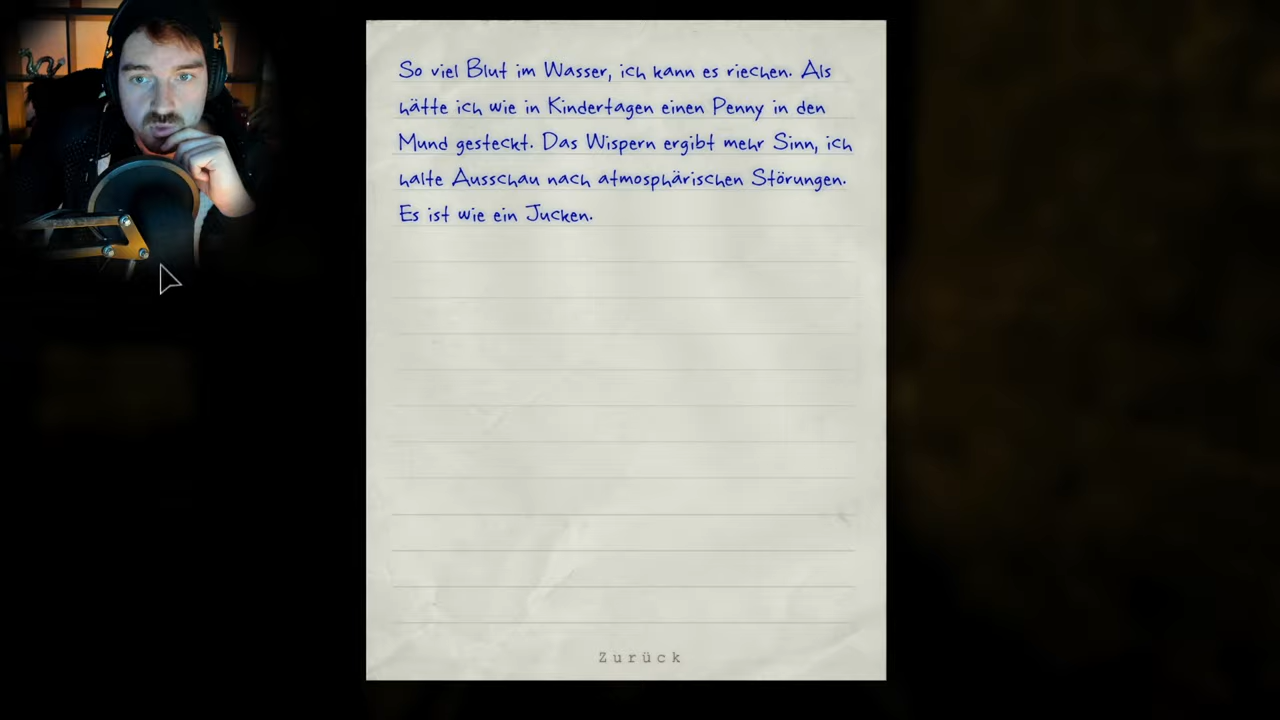 So viel Blut im Wasser, ich kann es riechen. Als
hätte ich wie in Kindertagen einen Penny in den
Mund gesteckt. Das Wispern ergibt mehr Sinn, ich
halte Ausschau nach atmosphärischen Störungen.
Es ist wie ein Jucken.
Zurück